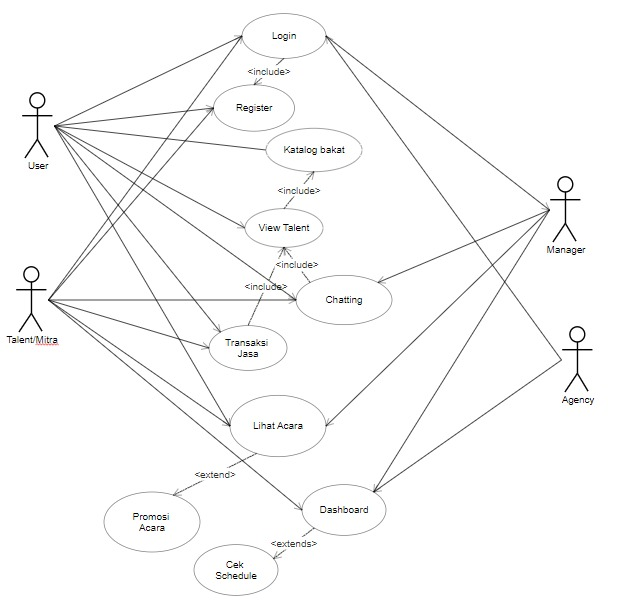 Login
<include>
Register
User
Katalog bakat
<include>
View Talent
Manager
<include>
<include>
Chatting
Talent/Mitra
Transaksi
Jasa
Agency
Lihat Acara
<extend>
Promosi
Acara
Dashboard
<extends>
Cek
Schedule